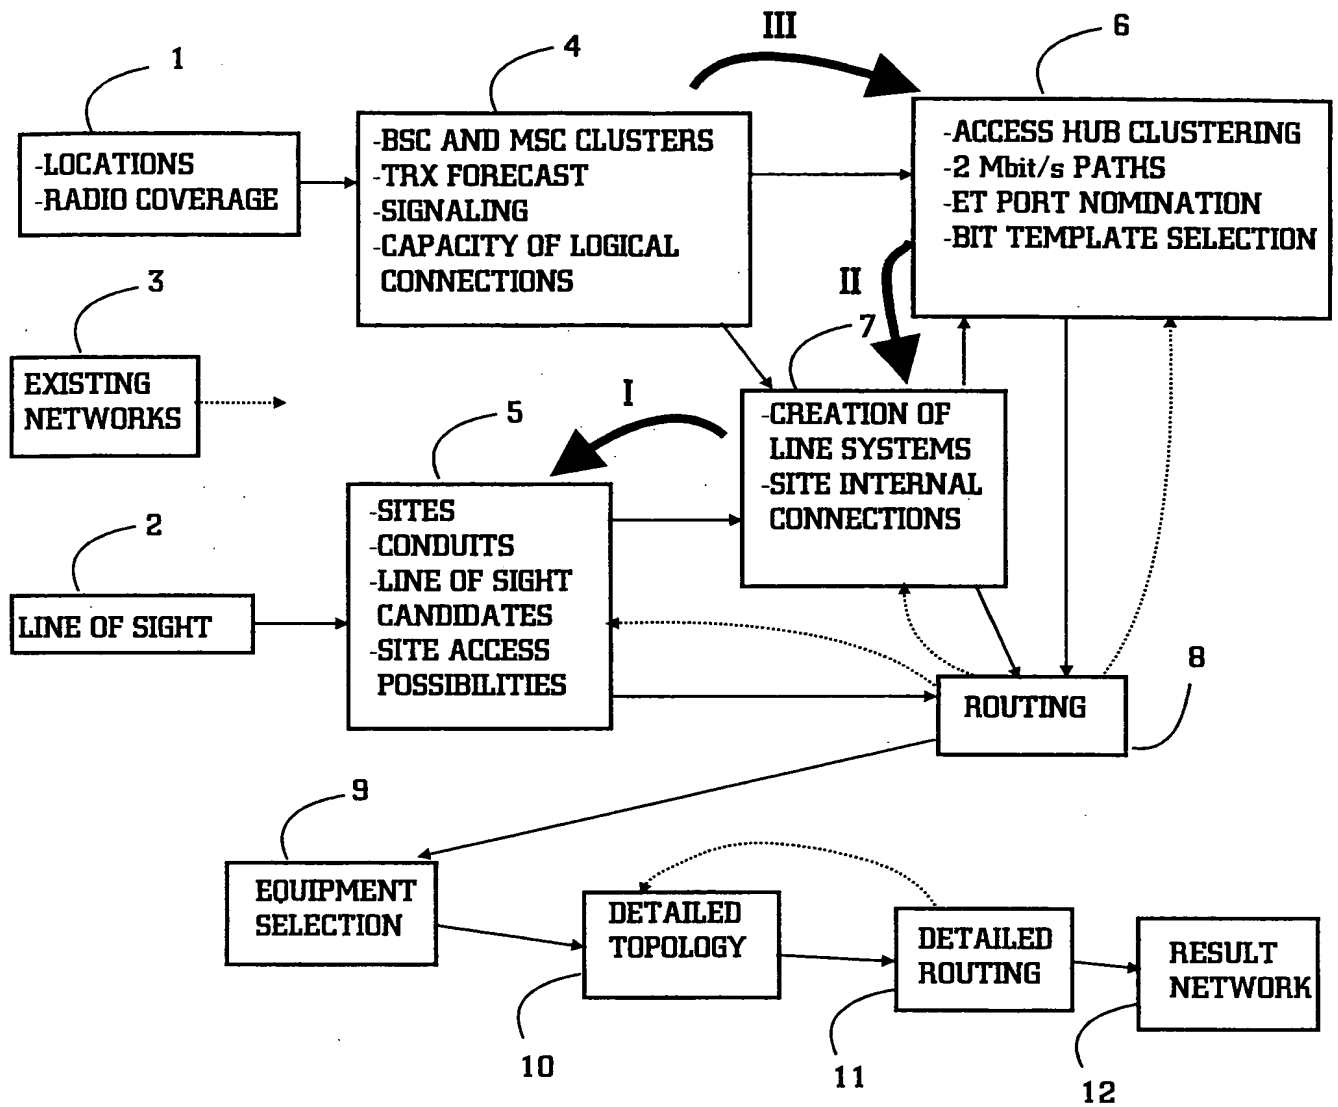 III
6
4
1
-BSC AND MSC CLUSTERS
-TRX FORECAST
-SIGNALING
-CAPACITY OF LOGICAL
CONNECTIONS
-ACCESS HUB CLUSTERING
-2 Mbit/s PATHS
-ET PORT NOMINATION
-BIT TEMPLATE SELECTION
-LOCATIONS
-RADIO COVERAGE
3
II
7
EXISTING
NETWORKS
I
5
-CREATION OF
LINE SYSTEMS
-SITE INTERNAL
CONNECTIONS
2
-SITES
-CONDUITS
-LINE OF SIGHT
CANDIDATES
-SITE ACCESS
POSSIBILITIES
LINE OF SIGHT
8
ROUTING
9
EQUIPMENT
SELECTION
DETAILED
TOPOLOGY
DETAILED
ROUTING
RESULT
NETWORK
10
11
12